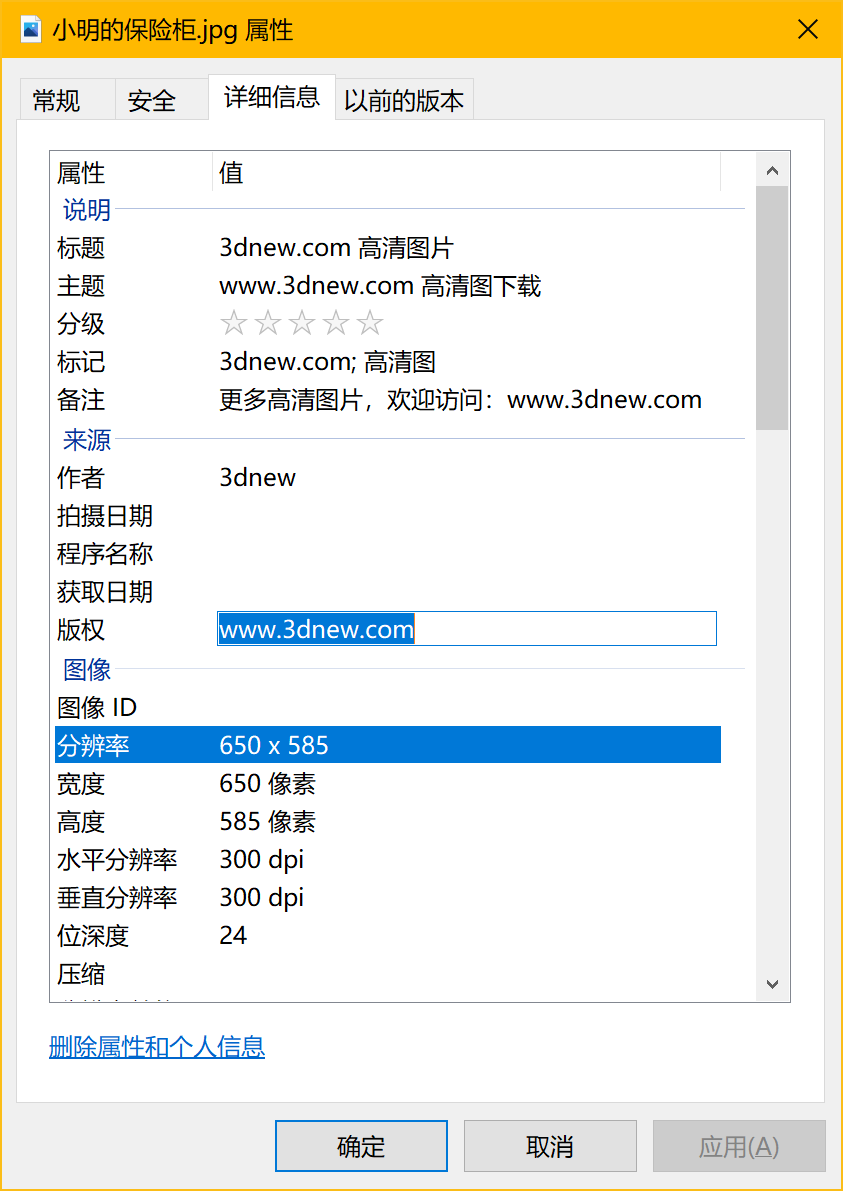 小明的保险柜.jpg 属性
常规 安全 详细信息 以前的版本
属性 值
说明
标题 3dnew.com 高清图片
主题 www.3dnew.com 高清图下载
分级
标记 3dnew.com; 高清图
备注 更多高清图片，欢迎访问：www.3dnew.com
来源
作者 3dnew
拍摄日期
程序名称
获取日期
版权 www.3dnew.com
图像
图像 ID
分辨率 650 x 585
宽度 650 像素
高度 585 像素
水平分辨率 300 dpi
垂直分辨率 300 dpi
位深度 24
压缩
删除属性和个人信息
确定 取消 应用(A)